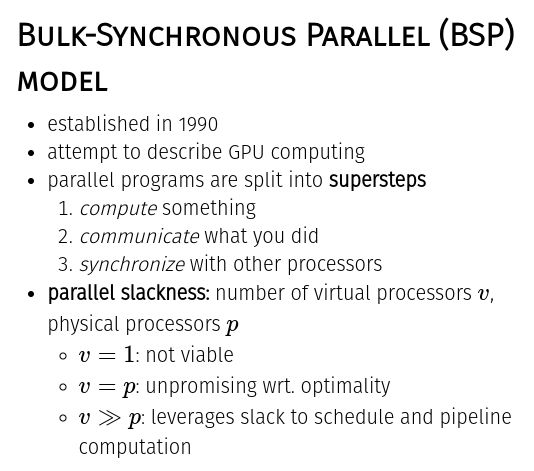 Bulk-Synchronous Parallel (BSP)
model
• established in 1990
• attempt to describe GPU computing
• parallel programs are split into supersteps
1. compute something
2. communicate what you did
3. synchronize with other processors
• parallel slackness: number of virtual processors v,
physical processors p
◦ v = 1: not viable
◦ v = p: unpromising wrt. optimality
◦ v ≫ p: leverages slack to schedule and pipeline
computation